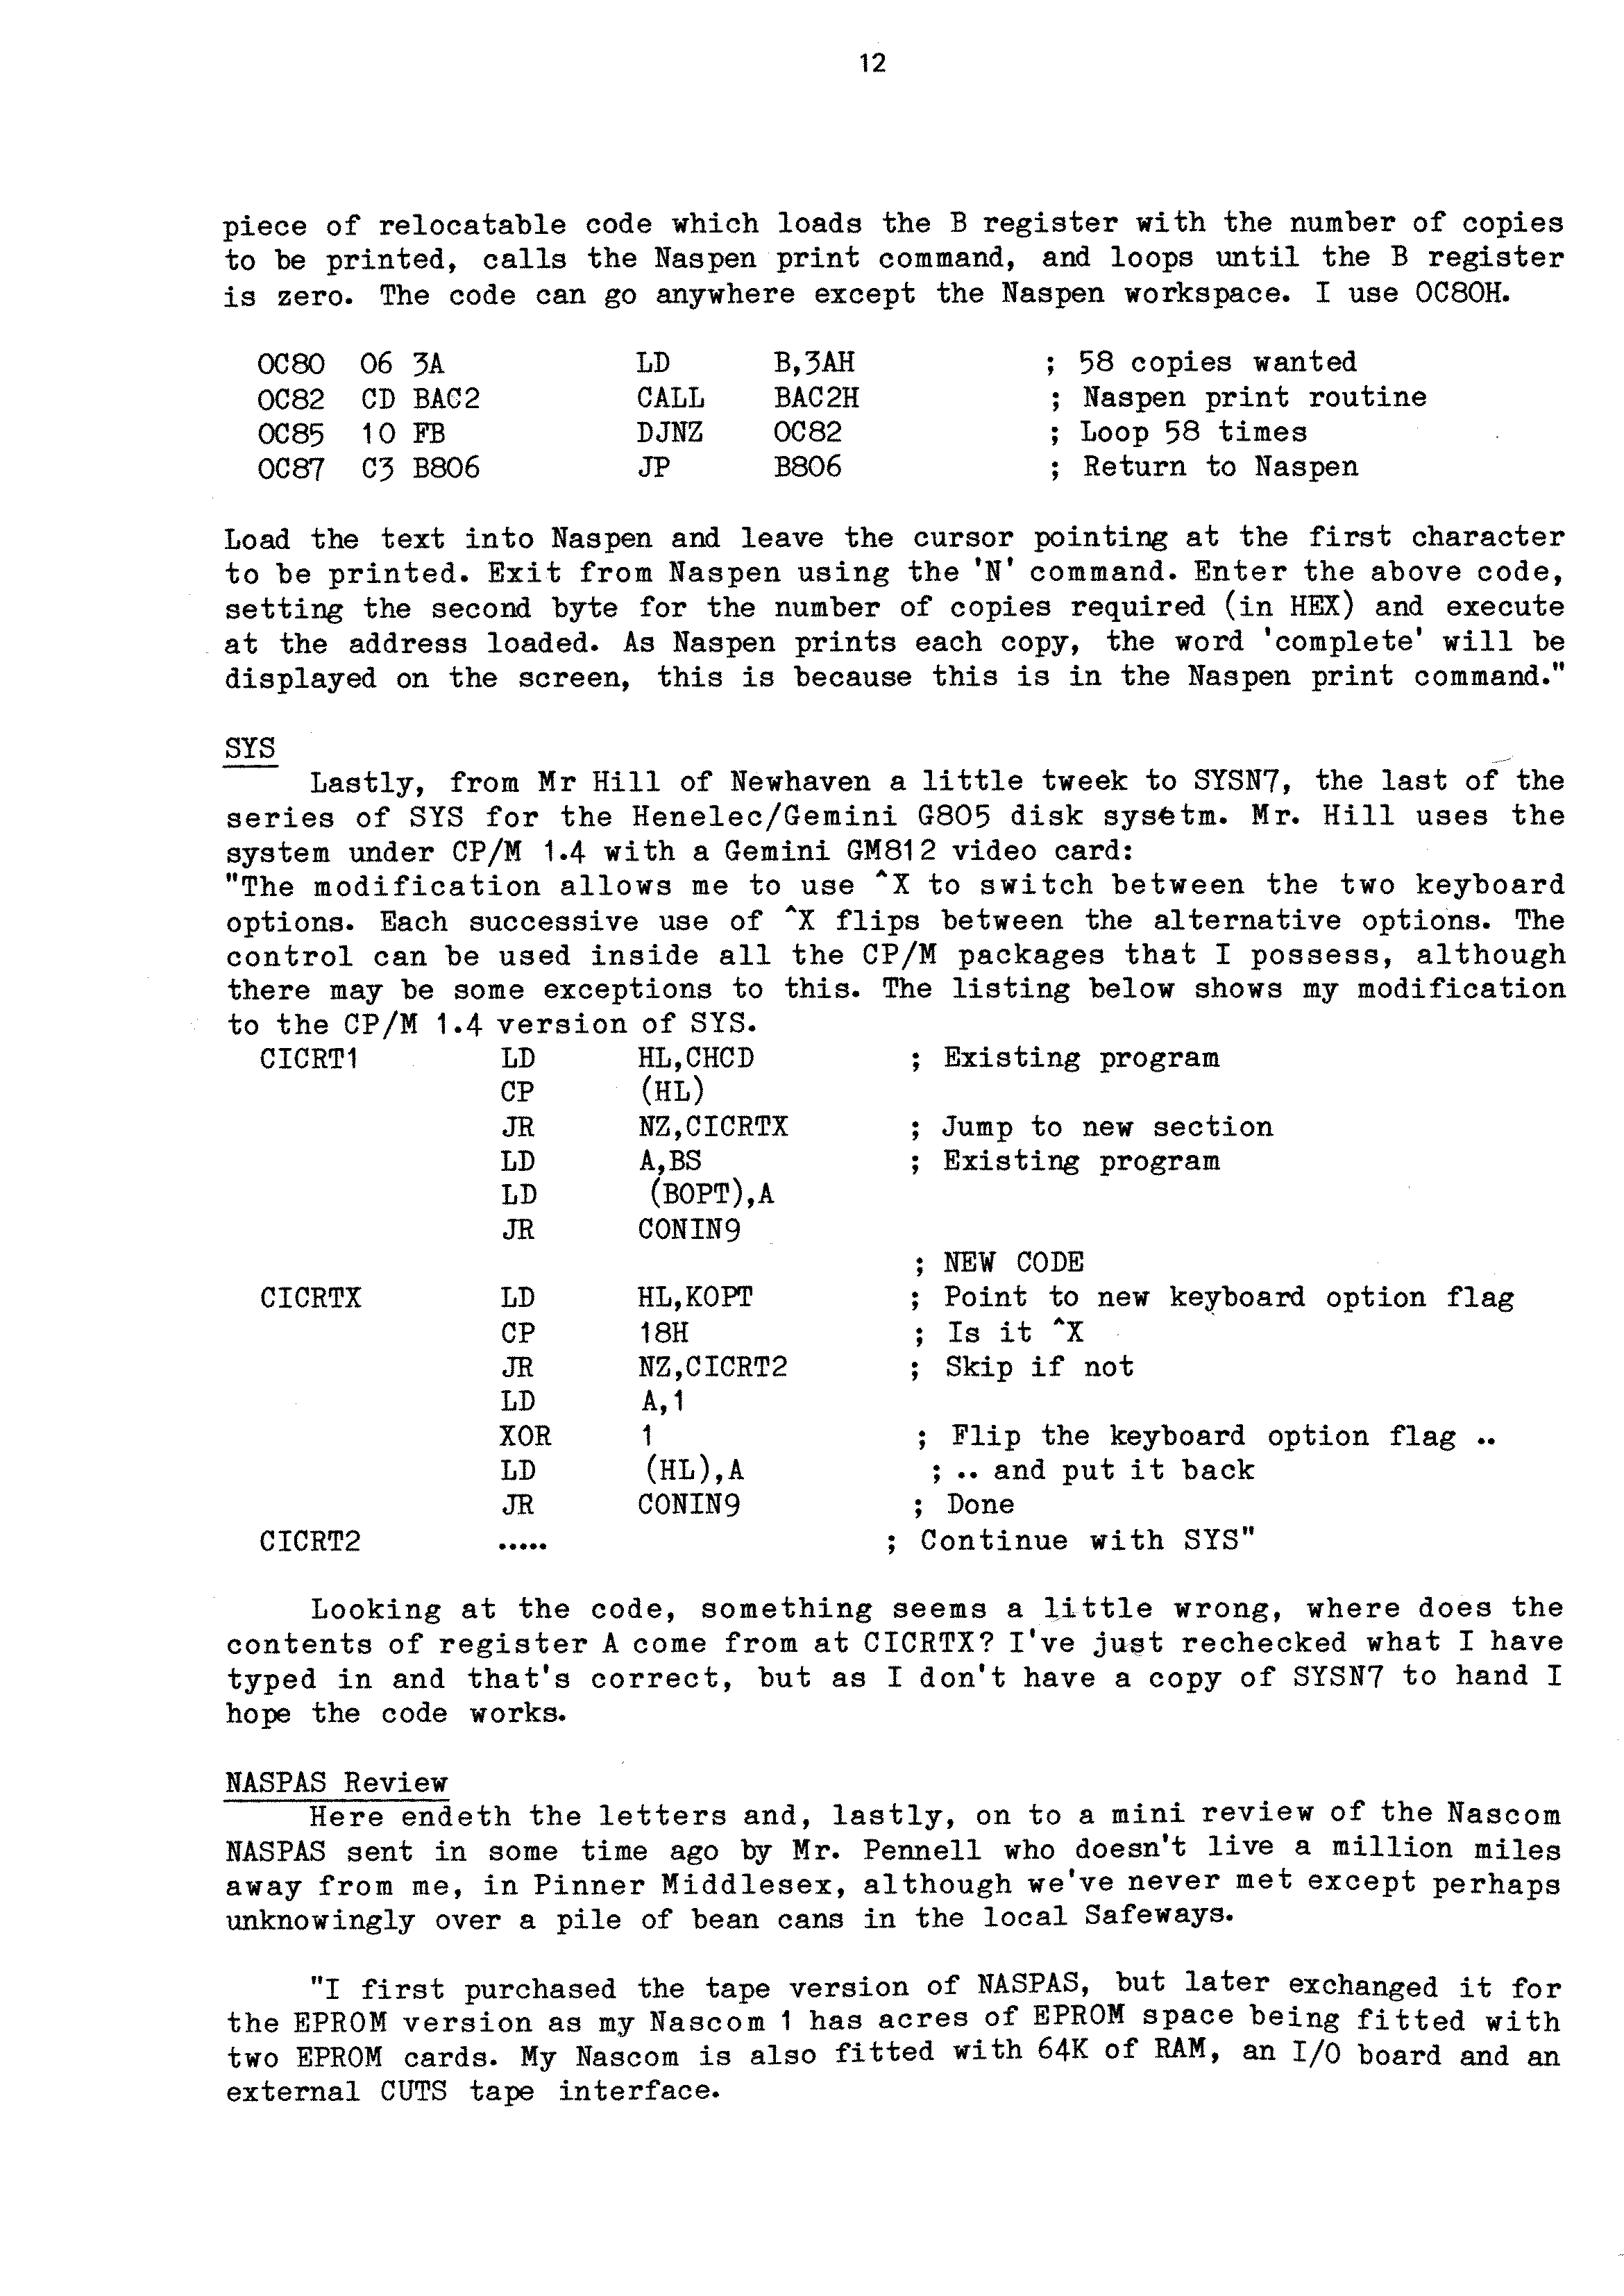 12
piece of relocatable code which loads the B register with the number of copies
to be printed, calls the Naspen print command, and loops until the B register
is zero. The code can go anywhere except the Naspen workspace. I use 0C80H.
0C80 06 3A LD B,3AH ; 58 copies wanted
0C82 CD BAC2 CALL BAC2H ; Naspen print routine
0C85 10 FB DJNZ 0C82 ; Loop 58 times
0C87 C3 B806 JP B806 ; Return to Naspen
Load the text into Naspen and leave the cursor pointing at the first character
to be printed. Exit from Naspen using the 'N' command. Enter the above code,
setting the second byte for the number of copies required (in HEX) and execute
at the address loaded. As Naspen prints each copy, the word 'complete' will be
displayed on the screen, this is because this is in the Naspen print command."
SYS
Lastly, from Mr Hill of Newhaven a little tweek to SYSN7, the last of the
series of SYS for the Henelec/Gemini G805 disk sysetm. Mr. Hill uses the
system under CP/M 1.4 with a Gemini GM812 video card:
"The modification allows me to use ^X to switch between the two keyboard
options. Each successive use of ^X flips between the alternative options. The
control can be used inside all the CP/M packages that I possess, although
there may be some exceptions to this. The listing below shows my modification
to the CP/M 1.4 version of SYS.
CICRT1 LD HL,CHCD ; Existing program
CP (HL)
JR NZ,CICRTX ; Jump to new section
LD A,BS ; Existing program
LD (BOPT),A
JR CONIN9
; NEW CODE
CICRTX LD HL,KOPT ; Point to new keyboard option flag
CP 18H ; Is it ^X
JR NZ,CICRT2 ; Skip if not
LD A,1
XOR 1 ; Flip the keyboard option flag ..
LD (HL),A ; .. and put it back
JR CONIN9 ; Done
CICRT2 ..... ; Continue with SYS"
Looking at the code, something seems a little wrong, where does the
contents of register A come from at CICRTX? I've just rechecked what I have
typed in and that's correct, but as I don't have a copy of SYSN7 to hand I
hope the code works.
NASPAS Review
Here endeth the letters and, lastly, on to a mini review of the Nascom
NASPAS sent in some time ago by Mr. Pennell who doesn't live a million miles
away from me, in Pinner Middlesex, although we've never met except perhaps
unknowingly over a pile of bean cans in the local Safeways.
"I first purchased the tape version of NASPAS, but later exchanged it for
the EPROM version as my Nascom 1 has acres of EPROM space being fitted with
two EPROM cards. My Nascom is also fitted with 64K of RAM, an I/O board and an
external CUTS tape interface.